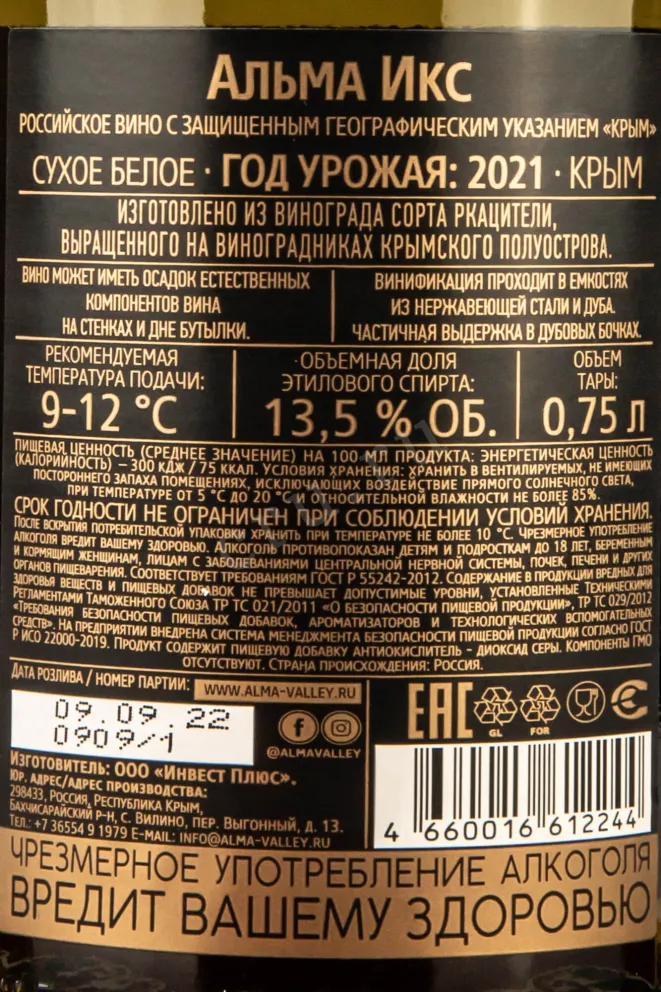 Альма Икс
РОССИЙСКОЕ ВИНО С ЗАЩИЩЕННЫМ ГЕОГРАФИЧЕСКИМ УКАЗАНИЕМ «КРЫМ»
СУХОЕ БЕЛОЕ · ГОД УРОЖАЯ: 2021 · КРЫМ
ИЗГОТОВЛЕНО ИЗ ВИНОГРАДА СОРТА РКАЦИТЕЛИ,
ВЫРАЩЕННОГО НА ВИНОГРАДНИКАХ КРЫМСКОГО ПОЛУОСТРОВА.
ВИНО МОЖЕТ ИМЕТЬ ОСАДОК ЕСТЕСТВЕННЫХ
КОМПОНЕНТОВ ВИНА
НА СТЕНКАХ И ДНЕ БУТЫЛКИ.
ВИНИФИКАЦИЯ ПРОХОДИТ В ЕМКОСТЯХ
ИЗ НЕРЖАВЕЮЩЕЙ СТАЛИ И ДУБА.
ЧАСТИЧНАЯ ВЫДЕРЖКА В ДУБОВЫХ БОЧКАХ.
РЕКОМЕНДУЕМАЯ
ТЕМПЕРАТУРА ПОДАЧИ:
9-12 °C
ОБЪЕМНАЯ ДОЛЯ
ЭТИЛОВОГО СПИРТА:
13,5 % ОБ.
ОБЪЕМ
ТАРЫ:
0,75 Л
ПИЩЕВАЯ ЦЕННОСТЬ (СРЕДНЕЕ ЗНАЧЕНИЕ) НА 100 МЛ ПРОДУКТА: ЭНЕРГЕТИЧЕСКАЯ ЦЕННОСТЬ
(КАЛОРИЙНОСТЬ) – 300 КДЖ / 75 ККАЛ. УСЛОВИЯ ХРАНЕНИЯ: ХРАНИТЬ В ВЕНТИЛИРУЕМЫХ, НЕ ИМЕЮЩИХ
ПОСТОРОННЕГО ЗАПАХА ПОМЕЩЕНИЯХ, ИСКЛЮЧАЮЩИХ ВОЗДЕЙСТВИЕ ПРЯМОГО СОЛНЕЧНОГО СВЕТА,
ПРИ ТЕМПЕРАТУРЕ ОТ 5 °C ДО 20 °C И ОТНОСИТЕЛЬНОЙ ВЛАЖНОСТИ НЕ БОЛЕЕ 85%.
СРОК ГОДНОСТИ НЕ ОГРАНИЧЕН ПРИ СОБЛЮДЕНИИ УСЛОВИЙ ХРАНЕНИЯ.
ПОСЛЕ ВСКРЫТИЯ ПОТРЕБИТЕЛЬСКОЙ УПАКОВКИ ХРАНИТЬ ПРИ ТЕМПЕРАТУРЕ НЕ БОЛЕЕ 10 °C. ЧРЕЗМЕРНОЕ УПОТРЕБЛЕНИЕ
АЛКОГОЛЯ ВРЕДИТ ВАШЕМУ ЗДОРОВЬЮ. АЛКОГОЛЬ ПРОТИВОПОКАЗАН ДЕТЯМ И ПОДРОСТКАМ ДО 18 ЛЕТ, БЕРЕМЕННЫМ
И КОРМЯЩИМ ЖЕНЩИНАМ, ЛИЦАМ С ЗАБОЛЕВАНИЯМИ ЦЕНТРАЛЬНОЙ НЕРВНОЙ СИСТЕМЫ, ПОЧЕК, ПЕЧЕНИ И ДРУГИХ
ОРГАНОВ ПИЩЕВАРЕНИЯ. СООТВЕТСТВУЕТ ТРЕБОВАНИЯМ ГОСТ Р 55242-2012. СОДЕРЖАНИЕ В ПРОДУКЦИИ ВРЕДНЫХ ДЛЯ
ЗДОРОВЬЯ ВЕЩЕСТВ И ПИЩЕВЫХ ДОБАВОК НЕ ПРЕВЫШАЕТ ДОПУСТИМЫЕ УРОВНИ, УСТАНОВЛЕННЫЕ ТЕХНИЧЕСКИМИ
РЕГЛАМЕНТАМИ ТАМОЖЕННОГО СОЮЗА ТР ТС 021/2011 «О БЕЗОПАСНОСТИ ПИЩЕВОЙ ПРОДУКЦИИ», ТР ТС 029/2012
«ТРЕБОВАНИЯ БЕЗОПАСНОСТИ ПИЩЕВЫХ ДОБАВОК, АРОМАТИЗАТОРОВ И ТЕХНОЛОГИЧЕСКИХ ВСПОМОГАТЕЛЬНЫХ
СРЕДСТВ». НА ПРЕДПРИЯТИИ ВНЕДРЕНА СИСТЕМА МЕНЕДЖМЕНТА БЕЗОПАСНОСТИ ПИЩЕВОЙ ПРОДУКЦИИ СОГЛАСНО ГОСТ
Р ИСО 22000-2019. ПРОДУКТ СОДЕРЖИТ ПИЩЕВУЮ ДОБАВКУ АНТИОКИСЛИТЕЛЬ – ДИОКСИД СЕРЫ. КОМПОНЕНТЫ ГМО
ОТСУТСТВУЮТ. СТРАНА ПРОИСХОЖДЕНИЯ: РОССИЯ.
ДАТА РОЗЛИВА / НОМЕР ПАРТИИ:
WWW.ALMA-VALLEY.RU
09.09.22
0909/1
@ALMAVALLEY
EAC
GL
FOR
ИЗГОТОВИТЕЛЬ: ООО «ИНВЕСТ ПЛЮС».
ЮР. АДРЕС/АДРЕС ПРОИЗВОДИТЕЛЯ:
298433, РОССИЯ, РЕСПУБЛИКА КРЫМ,
БАХЧИСАРАЙСКИЙ Р-Н, С. ВИЛИНО, ПЕР. ВЫГОННЫЙ, Д. 13.
ТЕЛ.: +7 36554 9 1979 E-MAIL: INFO@ALMA-VALLEY.RU
4 660016 612244
ЧРЕЗМЕРНОЕ УПОТРЕБЛЕНИЕ АЛКОГОЛЯ
ВРЕДИТ ВАШЕМУ ЗДОРОВЬЮ